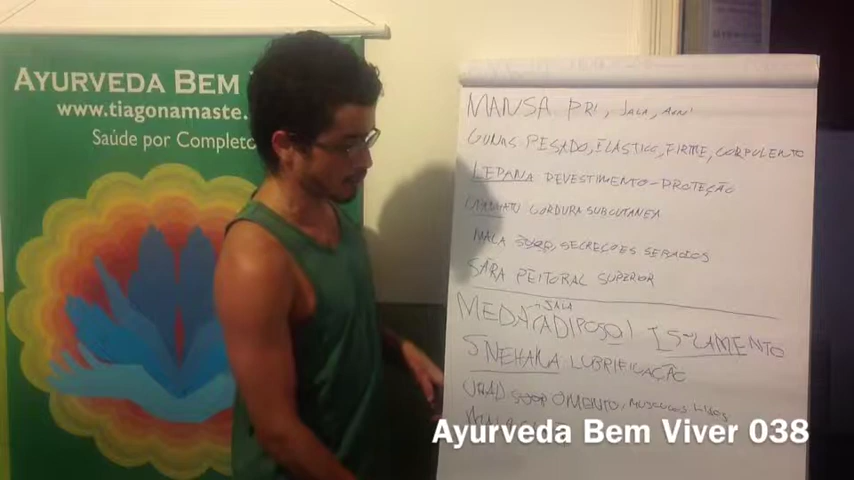 AYURVEDA BEM
www.tiagonamaste.
Saúde por Completo
MANSA PRI, JALA, AGNI
GUNAS PESADO, ELASTICO, FIRME, CORPULENTO
LEPANA REVESTIMENTO-PROTEÇÃO
GORDURA SUBCUTANEA
MALA SECREÇOES
SARA PEITORAL SUPERIOR
JALA
MEDA (ADIPOSO) ISOLAMENTO
SNEHANA LUBRIFICAÇÃO
OMENTO, MUSCULOS LISOS
Ayurveda Bem Viver 038